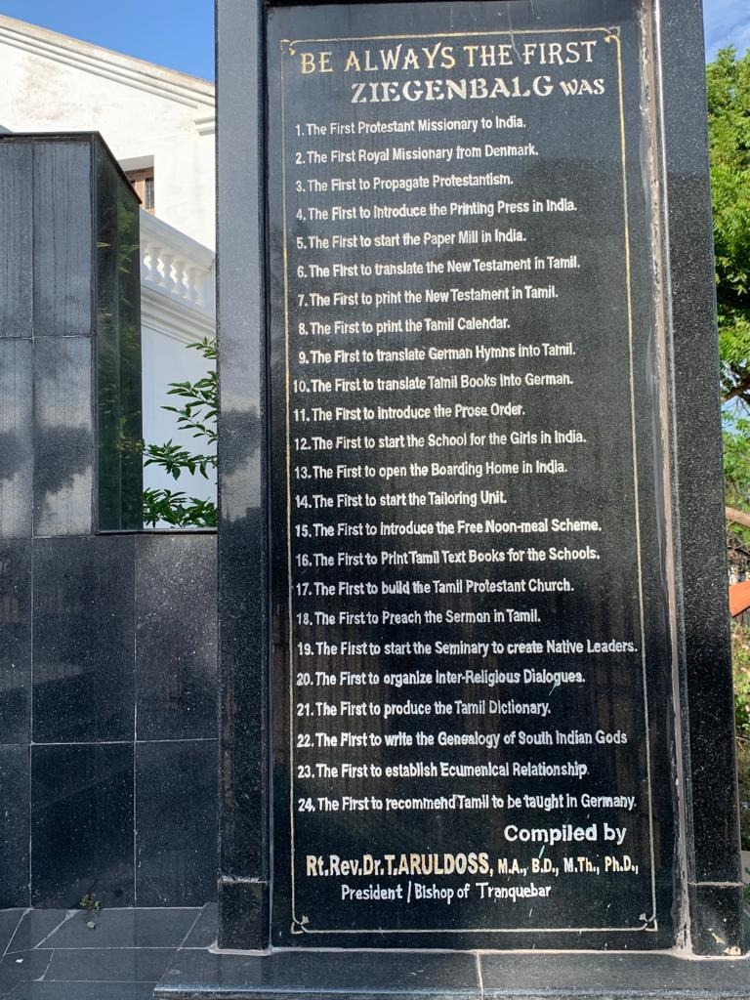 BE ALWAYS THE FIRST
ZIEGENBALG WAS
1. The First Protestant Missionary to India.
2. The First Royal Missionary from Denmark.
3. The First to Propagate Protestantism.
4. The First to Introduce the Printing Press in India.
5. The First to start the Paper Mill in India.
6. The First to translate the New Testament in Tamil.
7. The First to print the New Testament in Tamil.
8. The First to print the Tamil Calendar.
9. The First to translate German Hymns into Tamil.
10. The First to translate Tamil Books into German.
11. The First to introduce the Prose Order.
12. The First to start the School for the Girls in India.
13. The First to open the Boarding Home in India.
14. The First to start the Tailoring Unit.
15. The First to introduce the Free Noon-meal Scheme.
16. The First to Print Tamil Text Books for the Schools.
17. The First to build the Tamil Protestant Church.
18. The First to Preach the Sermon in Tamil.
19. The First to start the Seminary to create Native Leaders.
20. The First to organize Inter-Religious Dialogues.
21. The First to produce the Tamil Dictionary.
22. The First to write the Genealogy of South Indian Gods
23. The First to establish Ecumenical Relationship.
24. The First to recommend Tamil to be taught in Germany.
Compiled by
Rt.Rev.Dr.T.ARULDOSS, M.A., B.D., M.Th., Ph.D.,
President / Bishop of Tranquebar